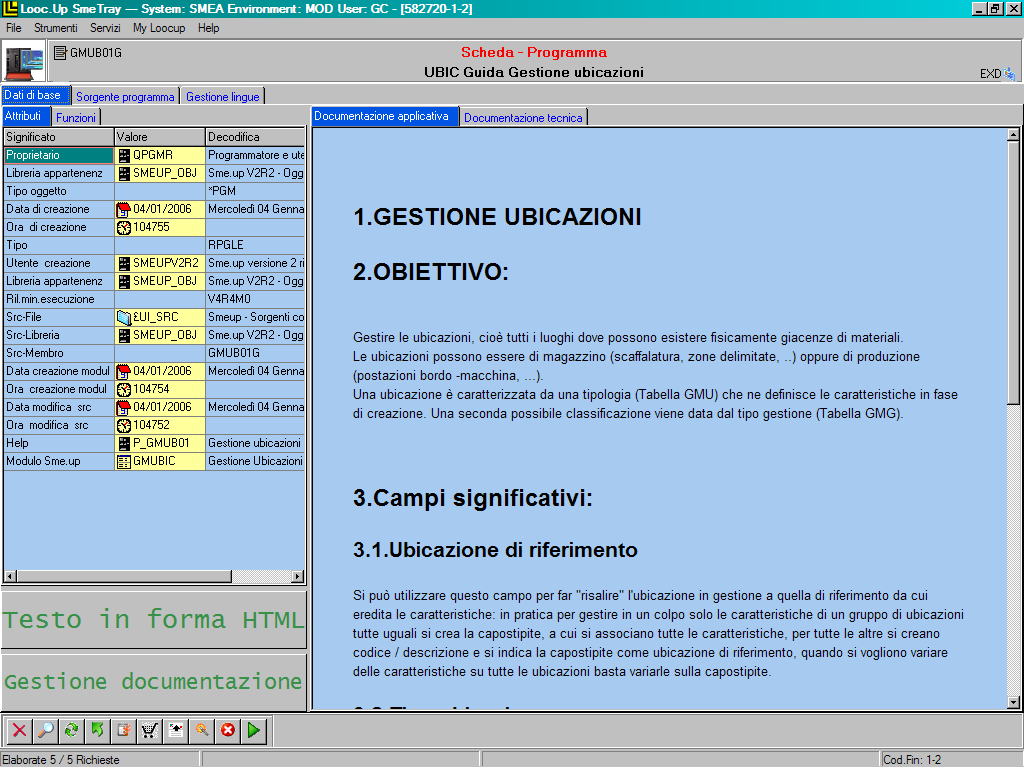 Looc.Up SmeTray — System: SMEA Environment: MOD User: GC - [582720-1-2]
File Strumenti Servizi My Loocup Help
GMUB01G
Scheda - Programma
UBIC Guida Gestione ubicazioni
EXD
Dati di base Sorgente programma Gestione lingue
Attributi Funzioni
Significato Valore Decodifica
Proprietario QPGMR Programmatore e ute
Libreria appartenenz SMEUP_OBJ Sme.up V2R2 - Ogg
Tipo oggetto *PGM
Data di creazione 04/01/2006 Mercoledì 04 Genna
Ora di creazione 104755
Tipo RPGLE
Utente creazione SMEUPV2R2 Sme.up versione 2 ri
Libreria appartenenz SMEUP_OBJ Sme.up V2R2 - Ogg
Ril.min.esecuzione V4R4M0
Src-File £UI_SRC Smeup - Sorgenti co
Src-Libreria SMEUP_OBJ Sme.up V2R2 - Ogg
Src-Membro GMUB01G
Data creazione modul 04/01/2006 Mercoledì 04 Genna
Ora creazione modul 104754
Data modifica src 04/01/2006 Mercoledì 04 Genna
Ora modifica src 104752
Help P_GMUB01 Gestione ubicazioni
Modulo Sme.up GMUBIC Gestione Ubicazioni
Testo in forma HTML
Gestione documentazione
Documentazione applicativa Documentazione tecnica
1.GESTIONE UBICAZIONI
2.OBIETTIVO:
Gestire le ubicazioni, cioè tutti i luoghi dove possono esistere fisicamente giacenze di materiali.
Le ubicazioni possono essere di magazzino (scaffalatura, zone delimitate, ..) oppure di produzione
(postazioni bordo -macchina, ...).
Una ubicazione è caratterizzata da una tipologia (Tabella GMU) che ne definisce le caratteristiche in fase
di creazione. Una seconda possibile classificazione viene data dal tipo gestione (Tabella GMG).
3.Campi significativi:
3.1.Ubicazione di riferimento
Si può utilizzare questo campo per far "risalire" l'ubicazione in gestione a quella di riferimento da cui
eredita le caratteristiche: in pratica per gestire in un colpo solo le caratteristiche di un gruppo di ubicazioni
tutte uguali si crea la capostipite, a cui si associano tutte le caratteristiche, per tutte le altre si creano
codice / descrizione e si indica la capostipite come ubicazione di riferimento, quando si vogliono variare
delle caratteristiche su tutte le ubicazioni basta variarle sulla capostipite.
Elaborate 5 / 5 Richieste
Cod.Fin: 1-2